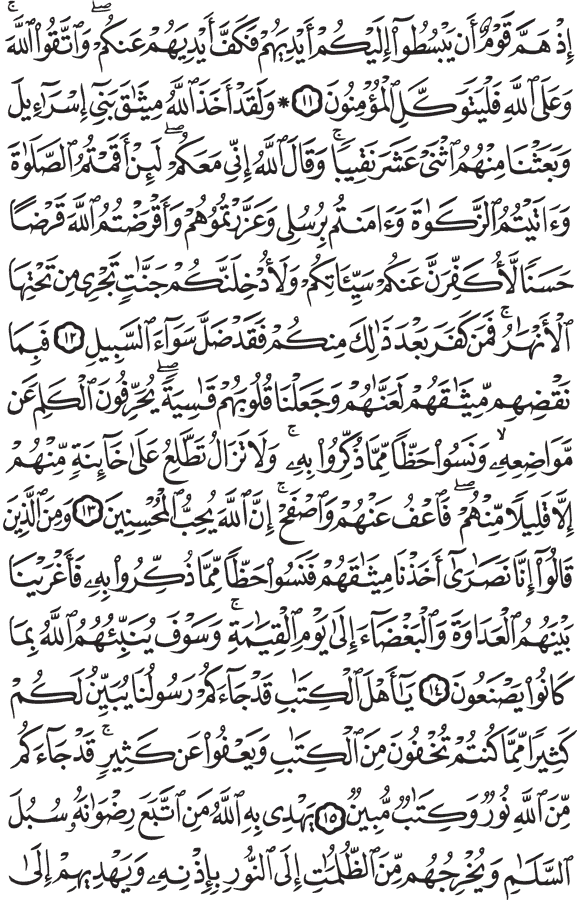 إِذْ هَمَّ قَوْمٌ أَن يَبْسُطُوٓا۟ إِلَيْكُمْ أَيْدِيَهُمْ فَكَفَّ أَيْدِيَهُمْ عَنكُمْ ۖ وَٱتَّقُوا۟ ٱللَّهَ ۚ
وَعَلَى ٱللَّهِ فَلْيَتَوَكَّلِ ٱلْمُؤْمِنُونَ ١١ * وَلَقَدْ أَخَذَ ٱللَّهُ مِيثَٰقَ بَنِىٓ إِسْرَٰٓءِيلَ
وَبَعَثْنَا مِنْهُمُ ٱثْنَىْ عَشَرَ نَقِيبًا ۖ وَقَالَ ٱللَّهُ إِنِّى مَعَكُمْ ۖ لَئِنْ أَقَمْتُمُ ٱلصَّلَوٰةَ
وَءَاتَيْتُمُ ٱلزَّكَوٰةَ وَءَامَنتُم بِرُسُلِى وَعَزَّرْتُمُوهُمْ وَأَقْرَضْتُمُ ٱللَّهَ قَرْضًا
حَسَنًا لَّأُكَفِّرَنَّ عَنكُمْ سَيِّـَٔاتِكُمْ وَلَأُدْخِلَنَّكُمْ جَنَّٰتٍ تَجْرِى مِن تَحْتِهَا
ٱلْأَنْهَٰرُ ۚ فَمَن كَفَرَ بَعْدَ ذَٰلِكَ مِنكُمْ فَقَدْ ضَلَّ سَوَآءَ ٱلسَّبِيلِ ١٢ فَبِمَا
نَقْضِهِم مِّيثَٰقَهُمْ لَعَنَّٰهُمْ وَجَعَلْنَا قُلُوبَهُمْ قَٰسِيَةً ۖ يُحَرِّفُونَ ٱلْكَلِمَ عَن
مَّوَاضِعِهِۦ ۙ وَنَسُوا۟ حَظًّا مِّمَّا ذُكِّرُوا۟ بِهِۦ ۚ وَلَا تَزَالُ تَطَّلِعُ عَلَىٰ خَآئِنَةٍ مِّنْهُمْ
إِلَّا قَلِيلًا مِّنْهُمْ ۖ فَٱعْفُ عَنْهُمْ وَٱصْفَحْ ۚ إِنَّ ٱللَّهَ يُحِبُّ ٱلْمُحْسِنِينَ ١٣ وَمِنَ ٱلَّذِينَ
قَالُوٓا۟ إِنَّا نَصَٰرَىٰٓ أَخَذْنَا مِيثَٰقَهُمْ فَنَسُوا۟ حَظًّا مِّمَّا ذُكِّرُوا۟ بِهِۦ فَأَغْرَيْنَا
بَيْنَهُمُ ٱلْعَدَاوَةَ وَٱلْبَغْضَآءَ إِلَىٰ يَوْمِ ٱلْقِيَٰمَةِ ۚ وَسَوْفَ يُنَبِّئُهُمُ ٱللَّهُ بِمَا
كَانُوا۟ يَصْنَعُونَ ١٤ يَٰٓأَهْلَ ٱلْكِتَٰبِ قَدْ جَآءَكُمْ رَسُولُنَا يُبَيِّنُ لَكُمْ
كَثِيرًا مِّمَّا كُنتُمْ تُخْفُونَ مِنَ ٱلْكِتَٰبِ وَيَعْفُوا۟ عَن كَثِيرٍ ۚ قَدْ جَآءَكُم
مِّنَ ٱللَّهِ نُورٌ وَكِتَٰبٌ مُّبِينٌ ١٥ يَهْدِى بِهِ ٱللَّهُ مَنِ ٱتَّبَعَ رِضْوَٰنَهُۥ سُبُلَ
ٱلسَّلَٰمِ وَيُخْرِجُهُم مِّنَ ٱلظُّلُمَٰتِ إِلَى ٱلنُّورِ بِإِذْنِهِۦ وَيَهْدِيهِمْ إِلَىٰ